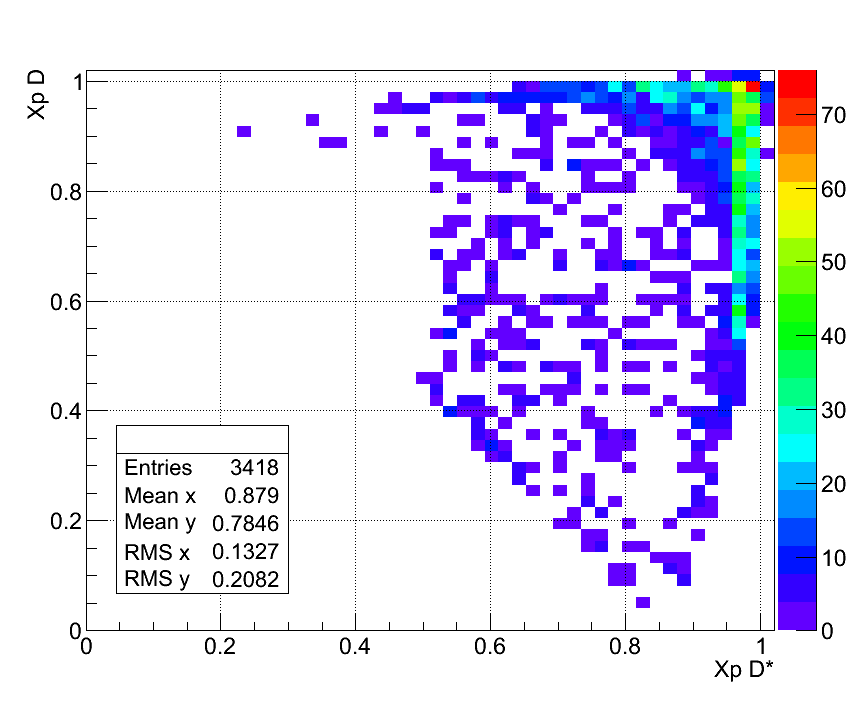 Xp D
1
0.8
0.6
0.4
0.2
0
Entries 3418
Mean x 0.879
Mean y 0.7846
RMS x 0.1327
RMS y 0.2082
0 0.2 0.4 0.6 0.8 1
Xp D*
70
60
50
40
30
20
10
0